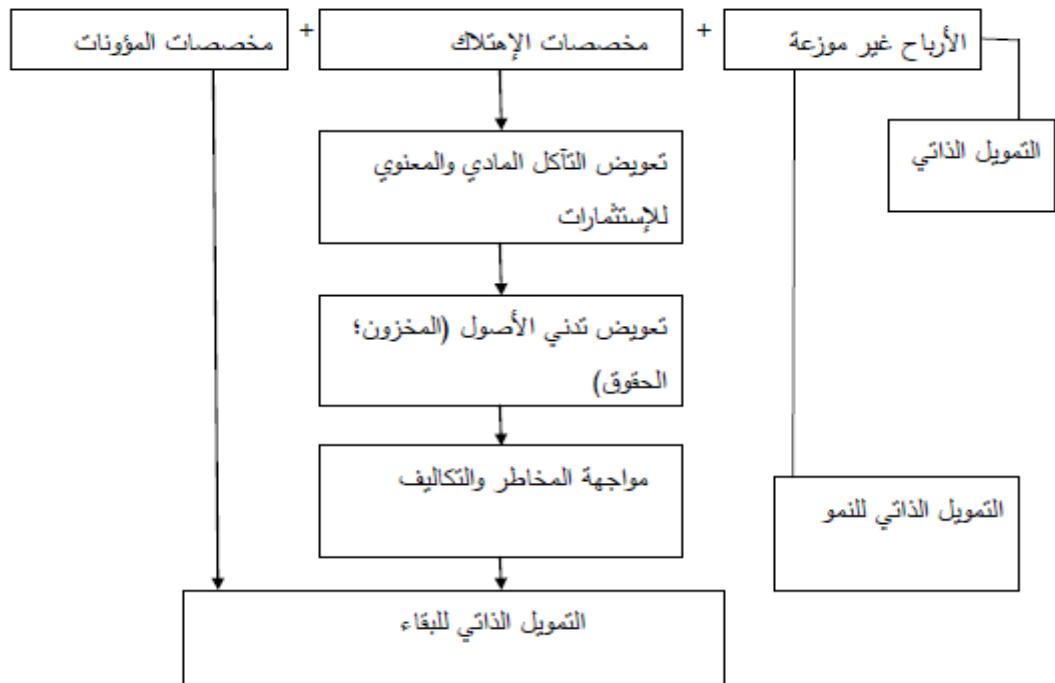 الأرباح غير موزعة
+
مخصصات الإهتلاك
+
مخصصات المؤونات
التمويل الذاتي
تعويض التآكل المادي والمعنوي
للإستثمارات
تعويض تدني الأصول (المخزون؛
الحقوق)
مواجهة المخاطر والتكاليف
التمويل الذاتي للنمو
التمويل الذاتي للبقاء